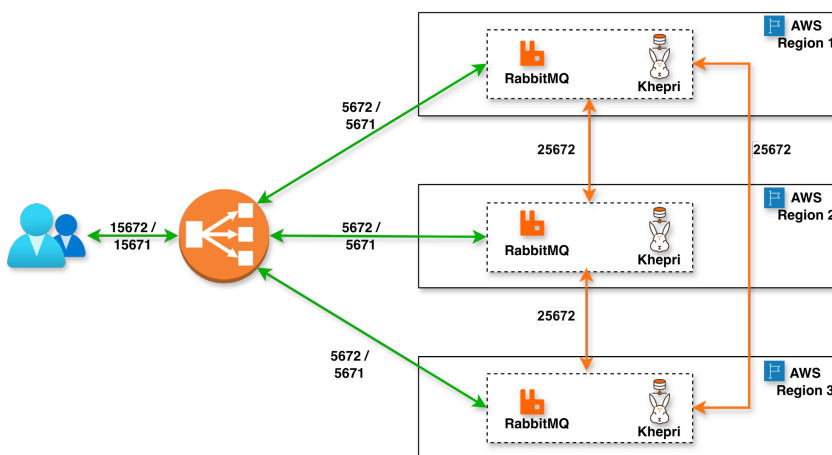 AWS
Region 1
RabbitMQ
Khepri
5672 /
5671
25672
25672
AWS
Region 2
15672 /
15671
5672 /
5671
RabbitMQ
Khepri
25672
5672 /
5671
AWS
Region 3
RabbitMQ
Khepri